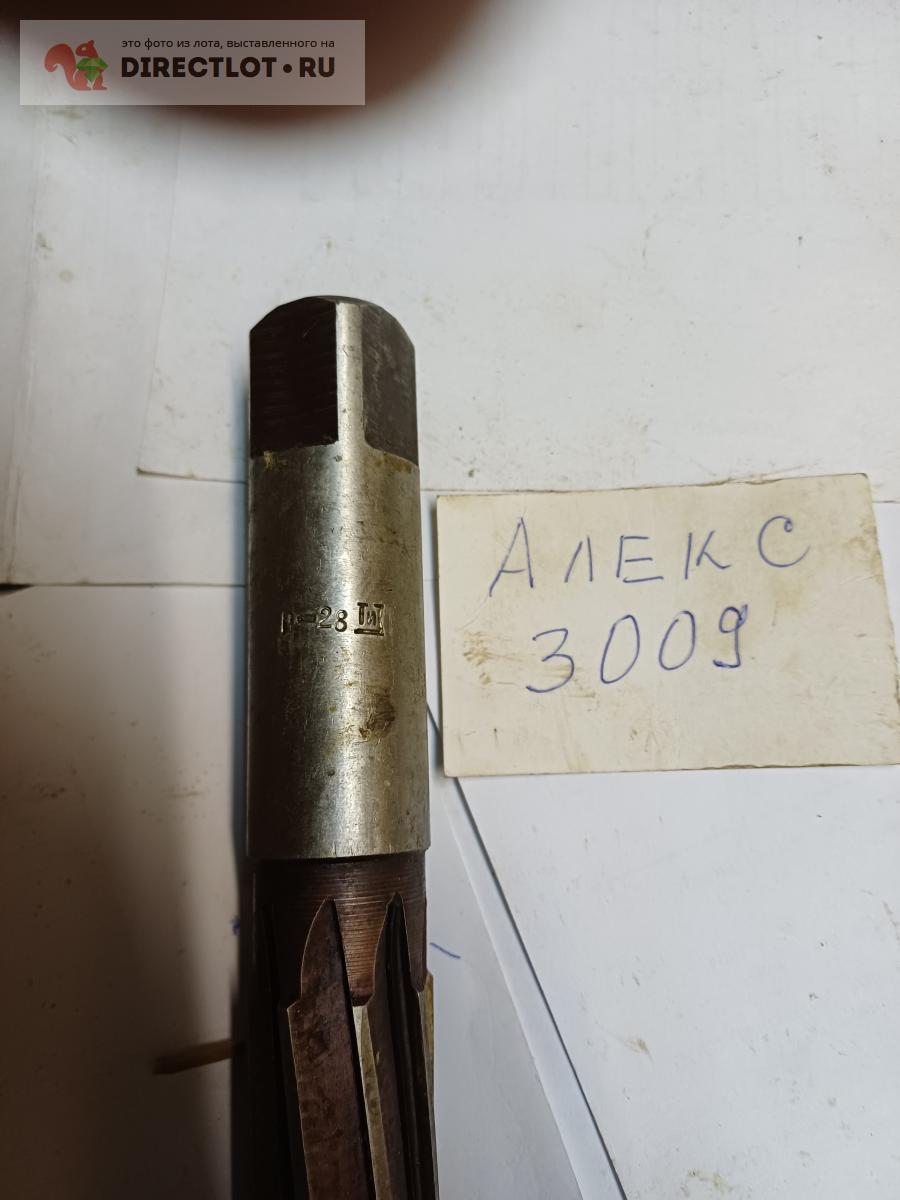 это фото из лота, выставленного на
DIRECTLOT•RU
АЛЕКС
3009
=28